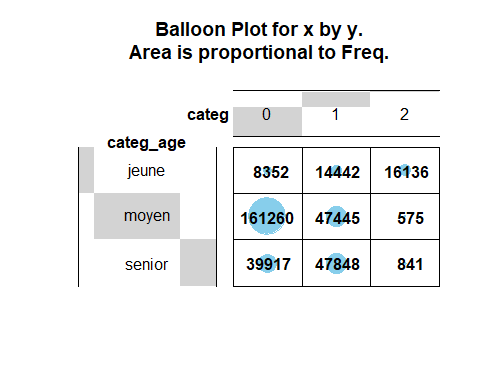 Balloon Plot for x by y.
Area is proportional to Freq.
categ 0 1 2
categ_age
jeune 8352 14442 16136
moyen 161260 47445 575
senior 39917 47848 841